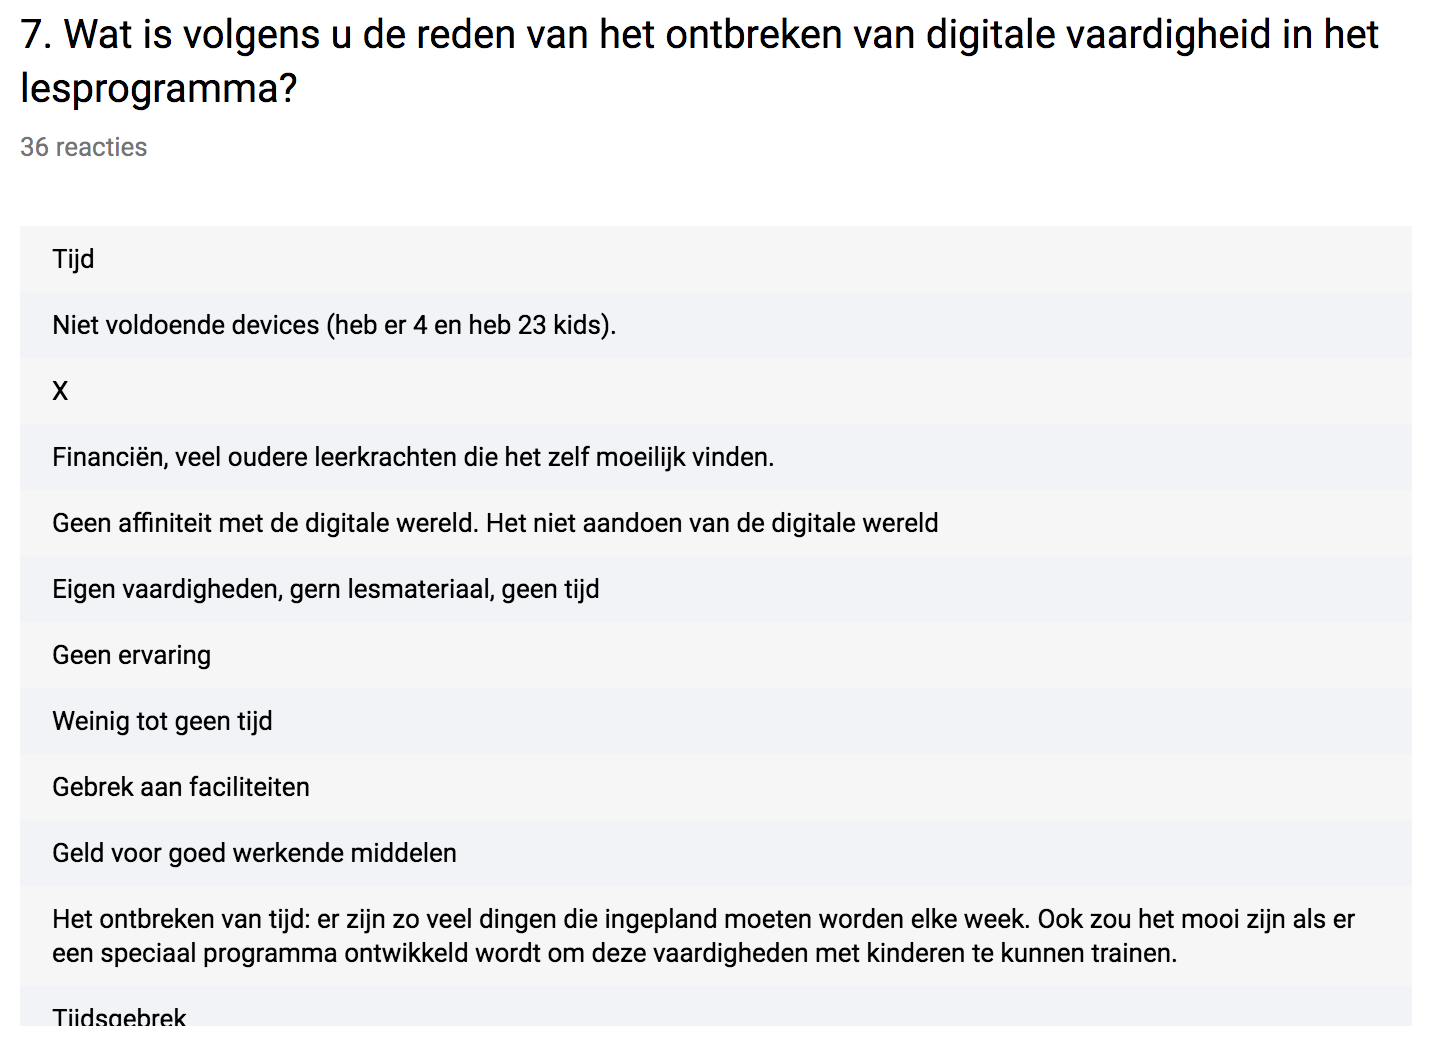 7. Wat is volgens u de reden van het ontbreken van digitale vaardigheid in het
lesprogramma?
36 reacties
Tijd
Niet voldoende devices (heb er 4 en heb 23 kids).
X
Financiën, veel oudere leerkrachten die het zelf moeilijk vinden.
Geen affiniteit met de digitale wereld. Het niet aandoen van de digitale wereld
Eigen vaardigheden, gern lesmateriaal, geen tijd
Geen ervaring
Weinig tot geen tijd
Gebrek aan faciliteiten
Geld voor goed werkende middelen
Het ontbreken van tijd: er zijn zo veel dingen die ingepland moeten worden elke week. Ook zou het mooi zijn als er
een speciaal programma ontwikkeld wordt om deze vaardigheden met kinderen te kunnen trainen.
Tijdsgebrek